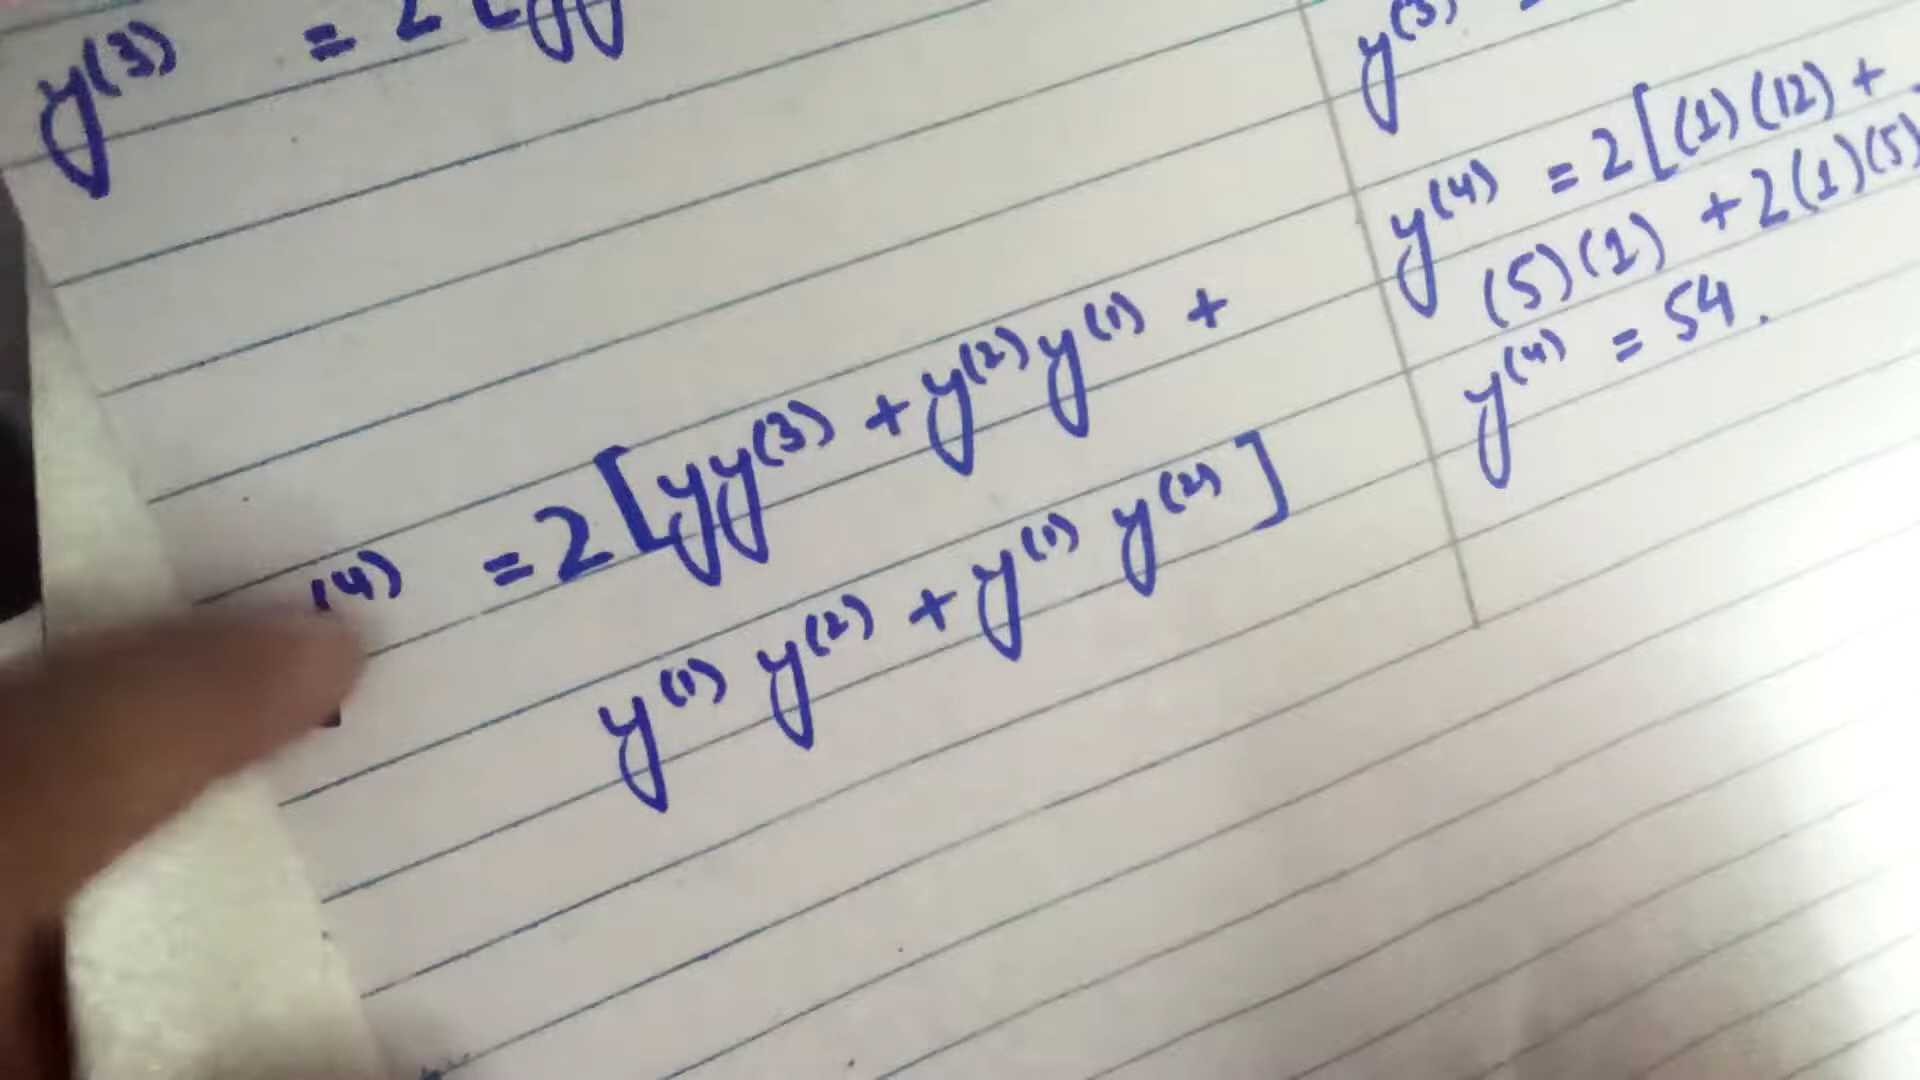 y⁽³⁾ = 2
y⁽⁴⁾ = 2[(1)(12) +
(5)(1) + 2(1)(5)
y⁽⁴⁾ = 54.
⁽⁴⁾ = 2[yy⁽³⁾ + y⁽²⁾y⁽¹⁾ +
y⁽¹⁾ y⁽²⁾ + y⁽¹⁾ y⁽²⁾]